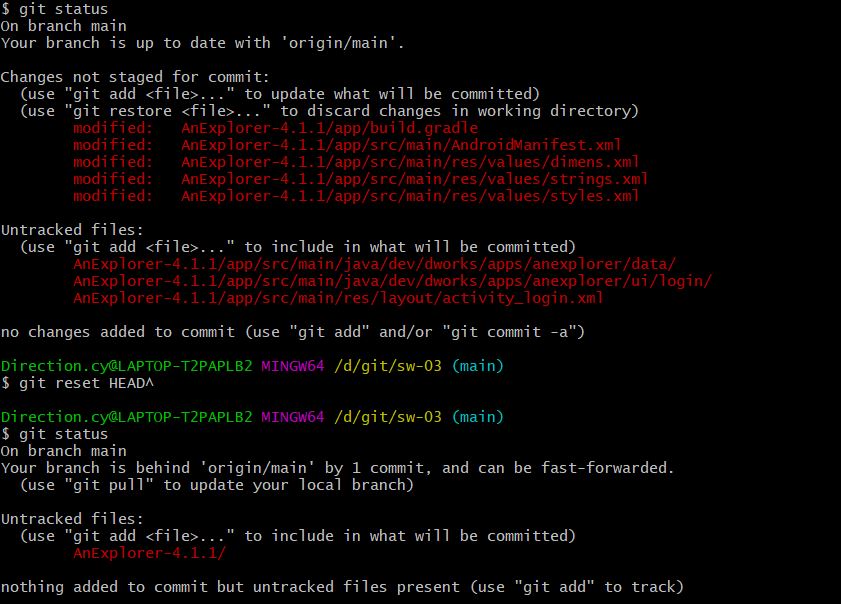 $ git status
On branch main
Your branch is up to date with 'origin/main'.
Changes not staged for commit:
(use "git add <file>..." to update what will be committed)
(use "git restore <file>..." to discard changes in working directory)
modified: AnExplorer-4.1.1/app/build.gradle
modified: AnExplorer-4.1.1/app/src/main/AndroidManifest.xml
modified: AnExplorer-4.1.1/app/src/main/res/values/dimens.xml
modified: AnExplorer-4.1.1/app/src/main/res/values/strings.xml
modified: AnExplorer-4.1.1/app/src/main/res/values/styles.xml
Untracked files:
(use "git add <file>..." to include in what will be committed)
AnExplorer-4.1.1/app/src/main/java/dev/dworks/apps/anexplorer/data/
AnExplorer-4.1.1/app/src/main/java/dev/dworks/apps/anexplorer/ui/login/
AnExplorer-4.1.1/app/src/main/res/layout/activity_login.xml
no changes added to commit (use "git add" and/or "git commit -a")
Direction.cy@LAPTOP-T2PAPLB2 MINGW64 /d/git/sw-03 (main)
$ git reset HEAD^
Direction.cy@LAPTOP-T2PAPLB2 MINGW64 /d/git/sw-03 (main)
$ git status
On branch main
Your branch is behind 'origin/main' by 1 commit, and can be fast-forwarded.
(use "git pull" to update your local branch)
Untracked files:
(use "git add <file>..." to include in what will be committed)
AnExplorer-4.1.1/
nothing added to commit but untracked files present (use "git add" to track)